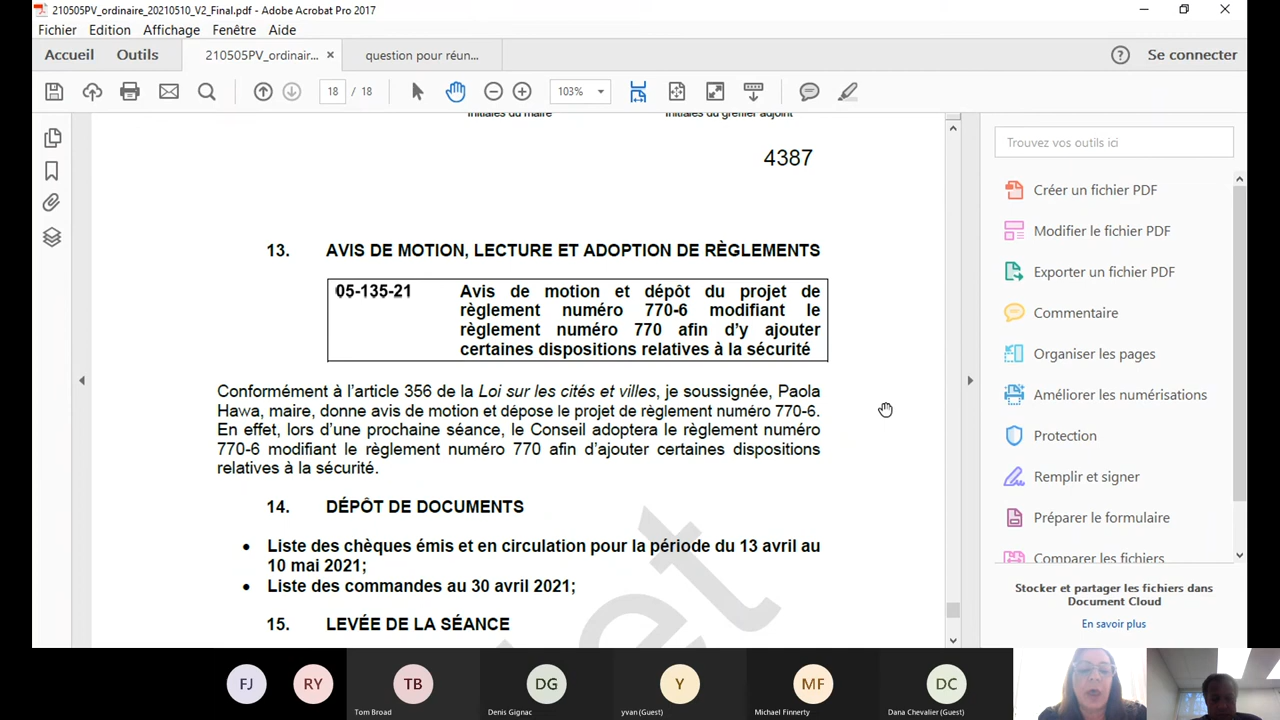 210505PV_ordinaire_20210510_V2_Final.pdf - Adobe Acrobat Pro 2017
Fichier Edition Affichage Fenêtre Aide
Accueil Outils 210505PV_ordinair... × question pour réun... Se connecter
18 / 18 103%
Initiales du maire Initiales du greffier adjoint
4387
13. AVIS DE MOTION, LECTURE ET ADOPTION DE RÈGLEMENTS
05-135-21 Avis de motion et dépôt du projet de
règlement numéro 770-6 modifiant le
règlement numéro 770 afin d'y ajouter
certaines dispositions relatives à la sécurité
Conformément à l'article 356 de la Loi sur les cités et villes, je soussignée, Paola
Hawa, maire, donne avis de motion et dépose le projet de règlement numéro 770-6.
En effet, lors d'une prochaine séance, le Conseil adoptera le règlement numéro
770-6 modifiant le règlement numéro 770 afin d'ajouter certaines dispositions
relatives à la sécurité.
14. DÉPÔT DE DOCUMENTS
• Liste des chèques émis et en circulation pour la période du 13 avril au
10 mai 2021;
• Liste des commandes au 30 avril 2021;
15. LEVÉE DE LA SÉANCE
et
Trouvez vos outils ici
Créer un fichier PDF
Modifier le fichier PDF
Exporter un fichier PDF
Commentaire
Organiser les pages
Améliorer les numérisations
Protection
Remplir et signer
Préparer le formulaire
Comparer les fichiers
Stocker et partager les fichiers dans
Document Cloud
En savoir plus
FJ RY TB DG Y MF DC
Tom Broad Denis Gignac yvan (Guest) Michael Finnerty Dana Chevalier (Guest)